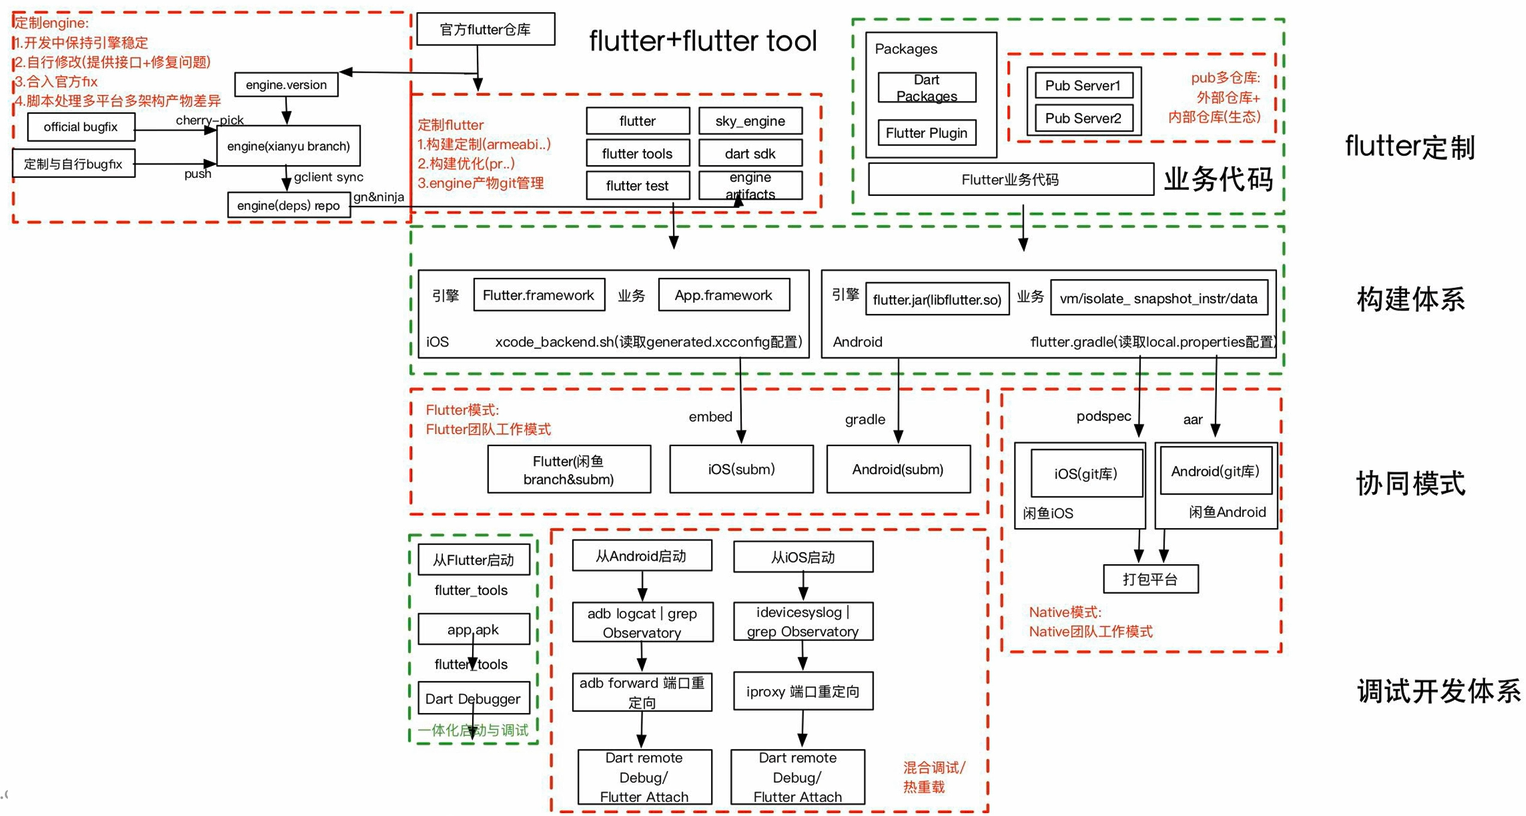 定制engine:
1.开发中保持引擎稳定
2.自行修改(提供接口+修复问题)
3.合入官方fix
4.脚本处理多平台多架构产物差异
官方flutter仓库
engine.version
official bugfix
cherry-pick
engine(xianyu branch)
定制与自行bugfix
push
gclient sync
engine(deps) repo
gn&ninja
flutter+flutter tool
定制flutter
1.构建定制(armeabi..)
2.构建优化(pr..)
3.engine产物git管理
flutter
sky_engine
flutter tools
dart sdk
flutter test
engine
artifacts
Packages
Dart
Packages
Flutter Plugin
Pub Server1
Pub Server2
pub多仓库:
外部仓库+
内部仓库(生态)
Flutter业务代码
业务代码
flutter定制
引擎
Flutter.framework
业务
App.framework
iOS
xcode_backend.sh(读取generated.xcconfig配置)
引擎
flutter.jar(libflutter.so)
业务
vm/isolate_ snapshot_instr/data
Android
flutter.gradle(读取local.properties配置)
构建体系
Flutter模式:
Flutter团队工作模式
embed
gradle
Flutter(闲鱼
branch&subm)
iOS(subm)
Android(subm)
podspec
aar
iOS(git库)
闲鱼iOS
Android(git库)
闲鱼Android
打包平台
Native模式:
Native团队工作模式
协同模式
从Flutter启动
flutter_tools
app.apk
flutter_tools
Dart Debugger
一体化启动与调试
从Android启动
adb logcat | grep
Observatory
adb forward 端口重
定向
Dart remote
Debug/
Flutter Attach
从iOS启动
idevicesyslog |
grep Observatory
iproxy 端口重定向
Dart remote
Debug/
Flutter Attach
混合调试/
热重载
调试开发体系